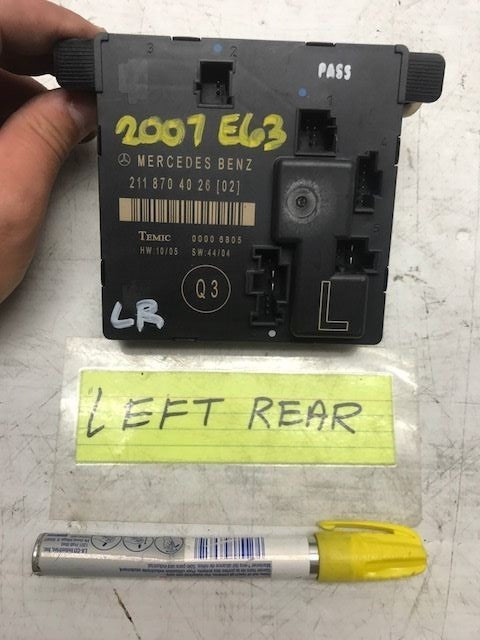 3 2
PASS
1
2007 E63
MERCEDES BENZ
4
211 870 40 26 [02]
TEMIC 0000 6805
HW:10/05 SW:44/04
5
Q3
L
LR
LEFT REAR